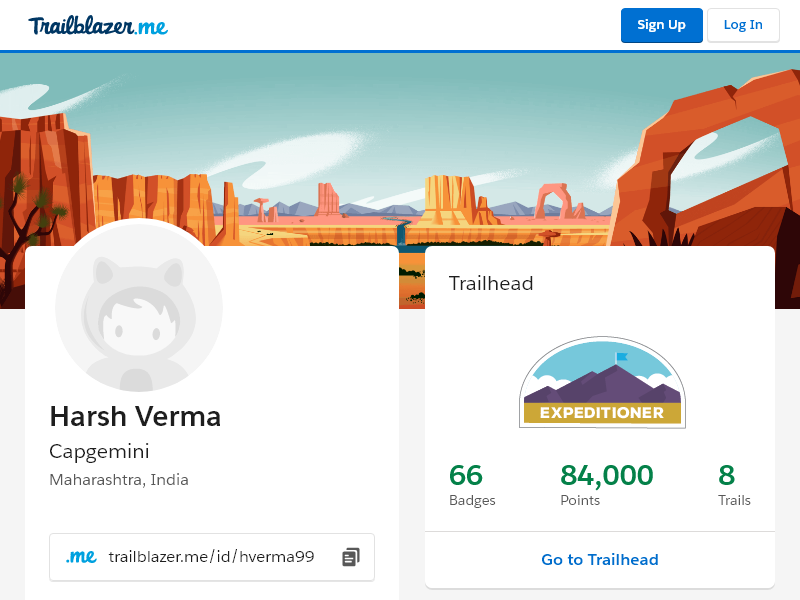 Trailblazer.me
Sign Up
Log In
Harsh Verma
Capgemini
Maharashtra, India
.me trailblazer.me/id/hverma99
Trailhead
EXPEDITIONER
66 84,000 8
Badges Points Trails
Go to Trailhead